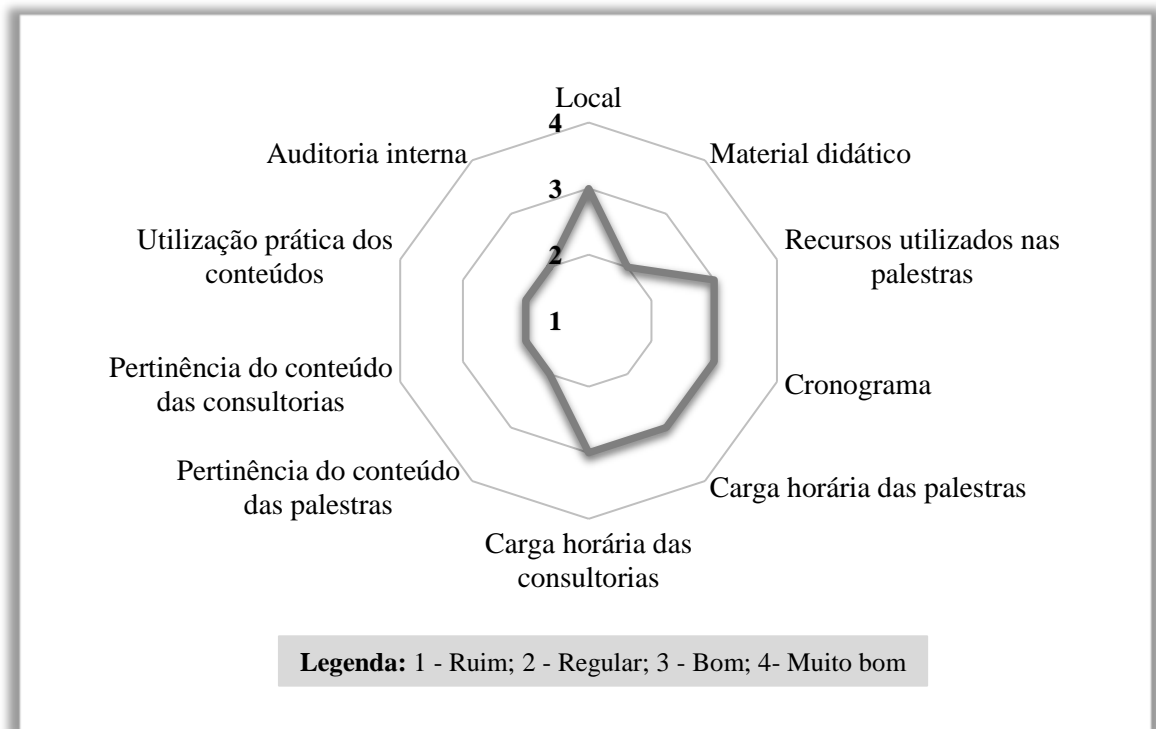 Local
4
Auditoria interna
Material didático
3
Utilização prática dos
conteúdos
Recursos utilizados nas
palestras
2
1
Pertinência do conteúdo
das consultorias
Cronograma
Pertinência do conteúdo
das palestras
Carga horária das palestras
Carga horária das
consultorias
Legenda: 1 - Ruim; 2 - Regular; 3 - Bom; 4- Muito bom